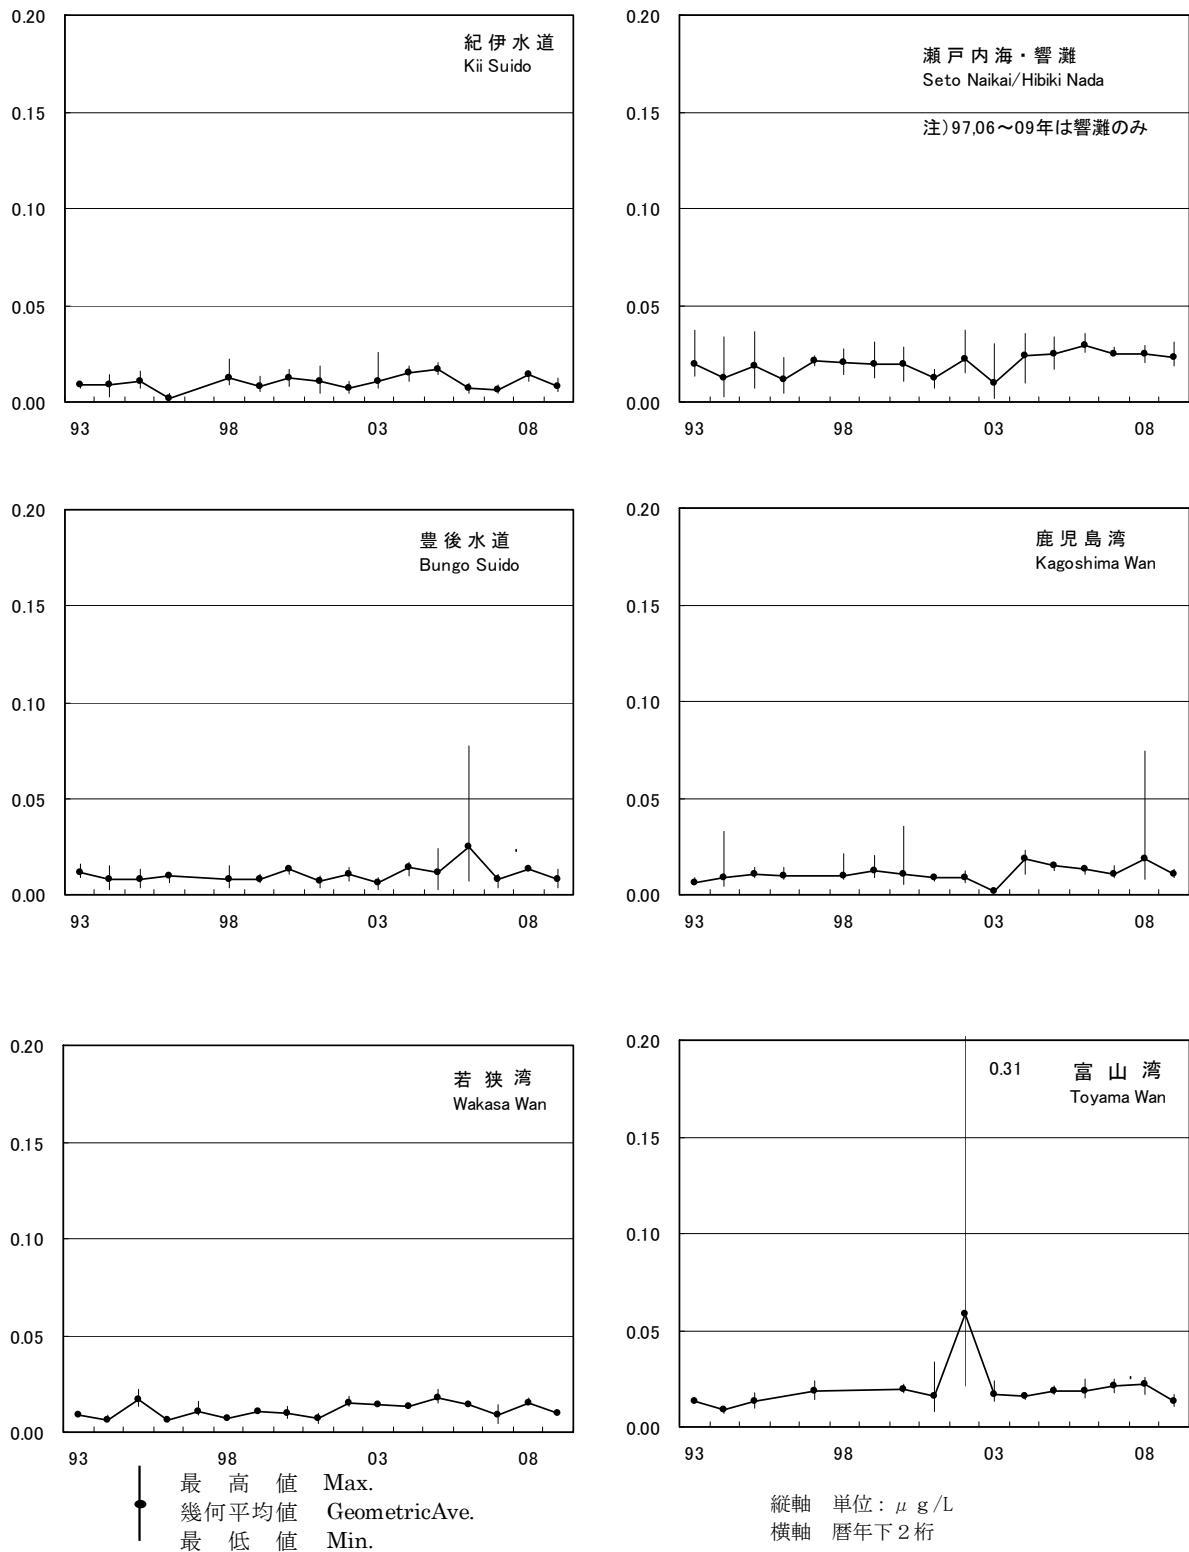 0.20
0.15
0.10
0.05
0.00
93 98 03 08
紀伊水道
Kii Suido
0.20
0.15
0.10
0.05
0.00
93 98 03 08
瀬戸内海・響灘
Seto Naikai/Hibiki Nada
注)97,06～09年は響灘のみ
0.20
0.15
0.10
0.05
0.00
93 98 03 08
豊後水道
Bungo Suido
0.20
0.15
0.10
0.05
0.00
93 98 03 08
鹿児島湾
Kagoshima Wan
0.20
0.15
0.10
0.05
0.00
93 98 03 08
若狭湾
Wakasa Wan
0.20
0.15
0.10
0.05
0.00
93 98 03 08
0.31
富山湾
Toyama Wan
最高値 Max.
幾何平均値 GeometricAve.
最低値 Min.
縦軸 単位：μg/L
横軸 暦年下２桁